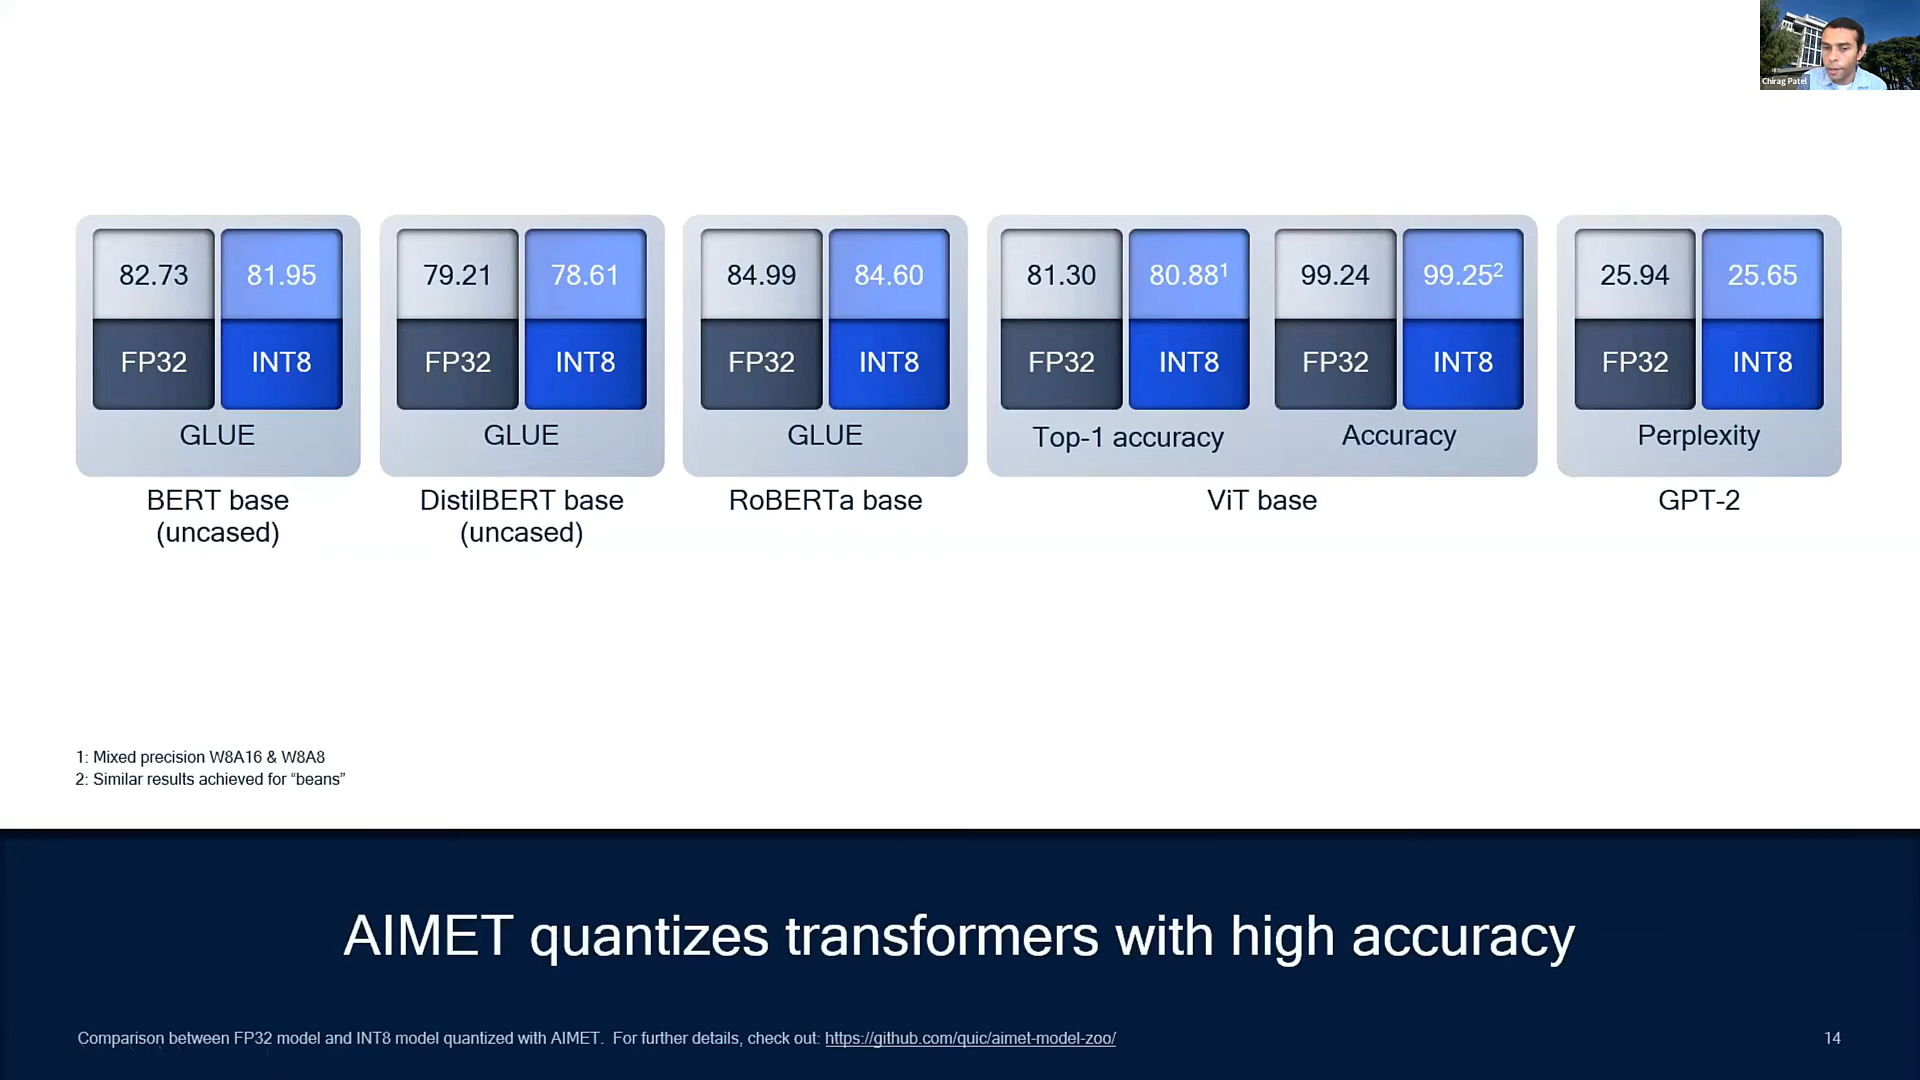 Chirag Patel
82.73 81.95 79.21 78.61 84.99 84.60 81.30 80.88¹ 99.24 99.25² 25.94 25.65
FP32 INT8 FP32 INT8 FP32 INT8 FP32 INT8 FP32 INT8 FP32 INT8
GLUE GLUE GLUE Top-1 accuracy Accuracy Perplexity
BERT base DistilBERT base RoBERTa base ViT base GPT-2
(uncased) (uncased)
1: Mixed precision W8A16 & W8A8
2: Similar results achieved for “beans”
AIMET quantizes transformers with high accuracy
Comparison between FP32 model and INT8 model quantized with AIMET. For further details, check out: https://github.com/quic/aimet-model-zoo/ 14